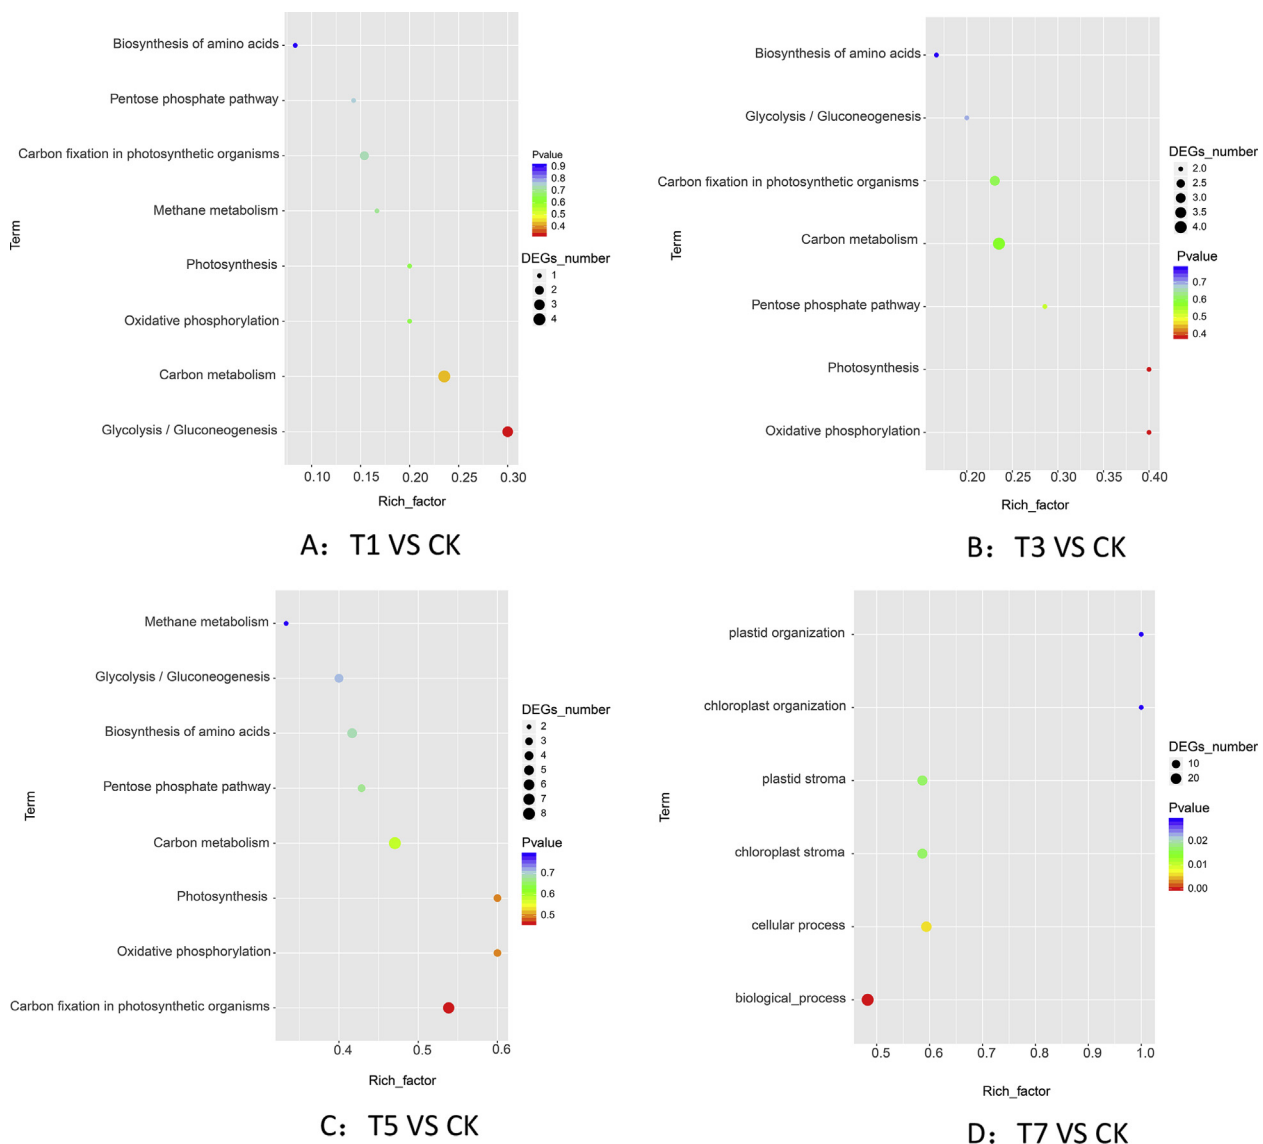 Biosynthesis of amino acids
Pentose phosphate pathway
Carbon fixation in photosynthetic organisms
Methane metabolism
Photosynthesis
Oxidative phosphorylation
Carbon metabolism
Glycolysis / Gluconeogenesis
Term
0.10 0.15 0.20 0.25 0.30
Rich_factor
Pvalue
0.9
0.8
0.7
0.6
0.5
0.4
DEGs_number
1
2
3
4
A: T1 VS CK
Biosynthesis of amino acids
Glycolysis / Gluconeogenesis
Carbon fixation in photosynthetic organisms
Carbon metabolism
Pentose phosphate pathway
Photosynthesis
Oxidative phosphorylation
Term
0.20 0.25 0.30 0.35 0.40
Rich_factor
DEGs_number
2.0
2.5
3.0
3.5
4.0
Pvalue
0.7
0.6
0.5
0.4
B: T3 VS CK
Methane metabolism
Glycolysis / Gluconeogenesis
Biosynthesis of amino acids
Pentose phosphate pathway
Carbon metabolism
Photosynthesis
Oxidative phosphorylation
Carbon fixation in photosynthetic organisms
Term
0.4 0.5 0.6
Rich_factor
DEGs_number
2
3
4
5
6
7
8
Pvalue
0.7
0.6
0.5
C: T5 VS CK
plastid organization
chloroplast organization
plastid stroma
chloroplast stroma
cellular process
biological_process
Term
0.5 0.6 0.7 0.8 0.9 1.0
Rich_factor
DEGs_number
10
20
Pvalue
0.02
0.01
0.00
D: T7 VS CK